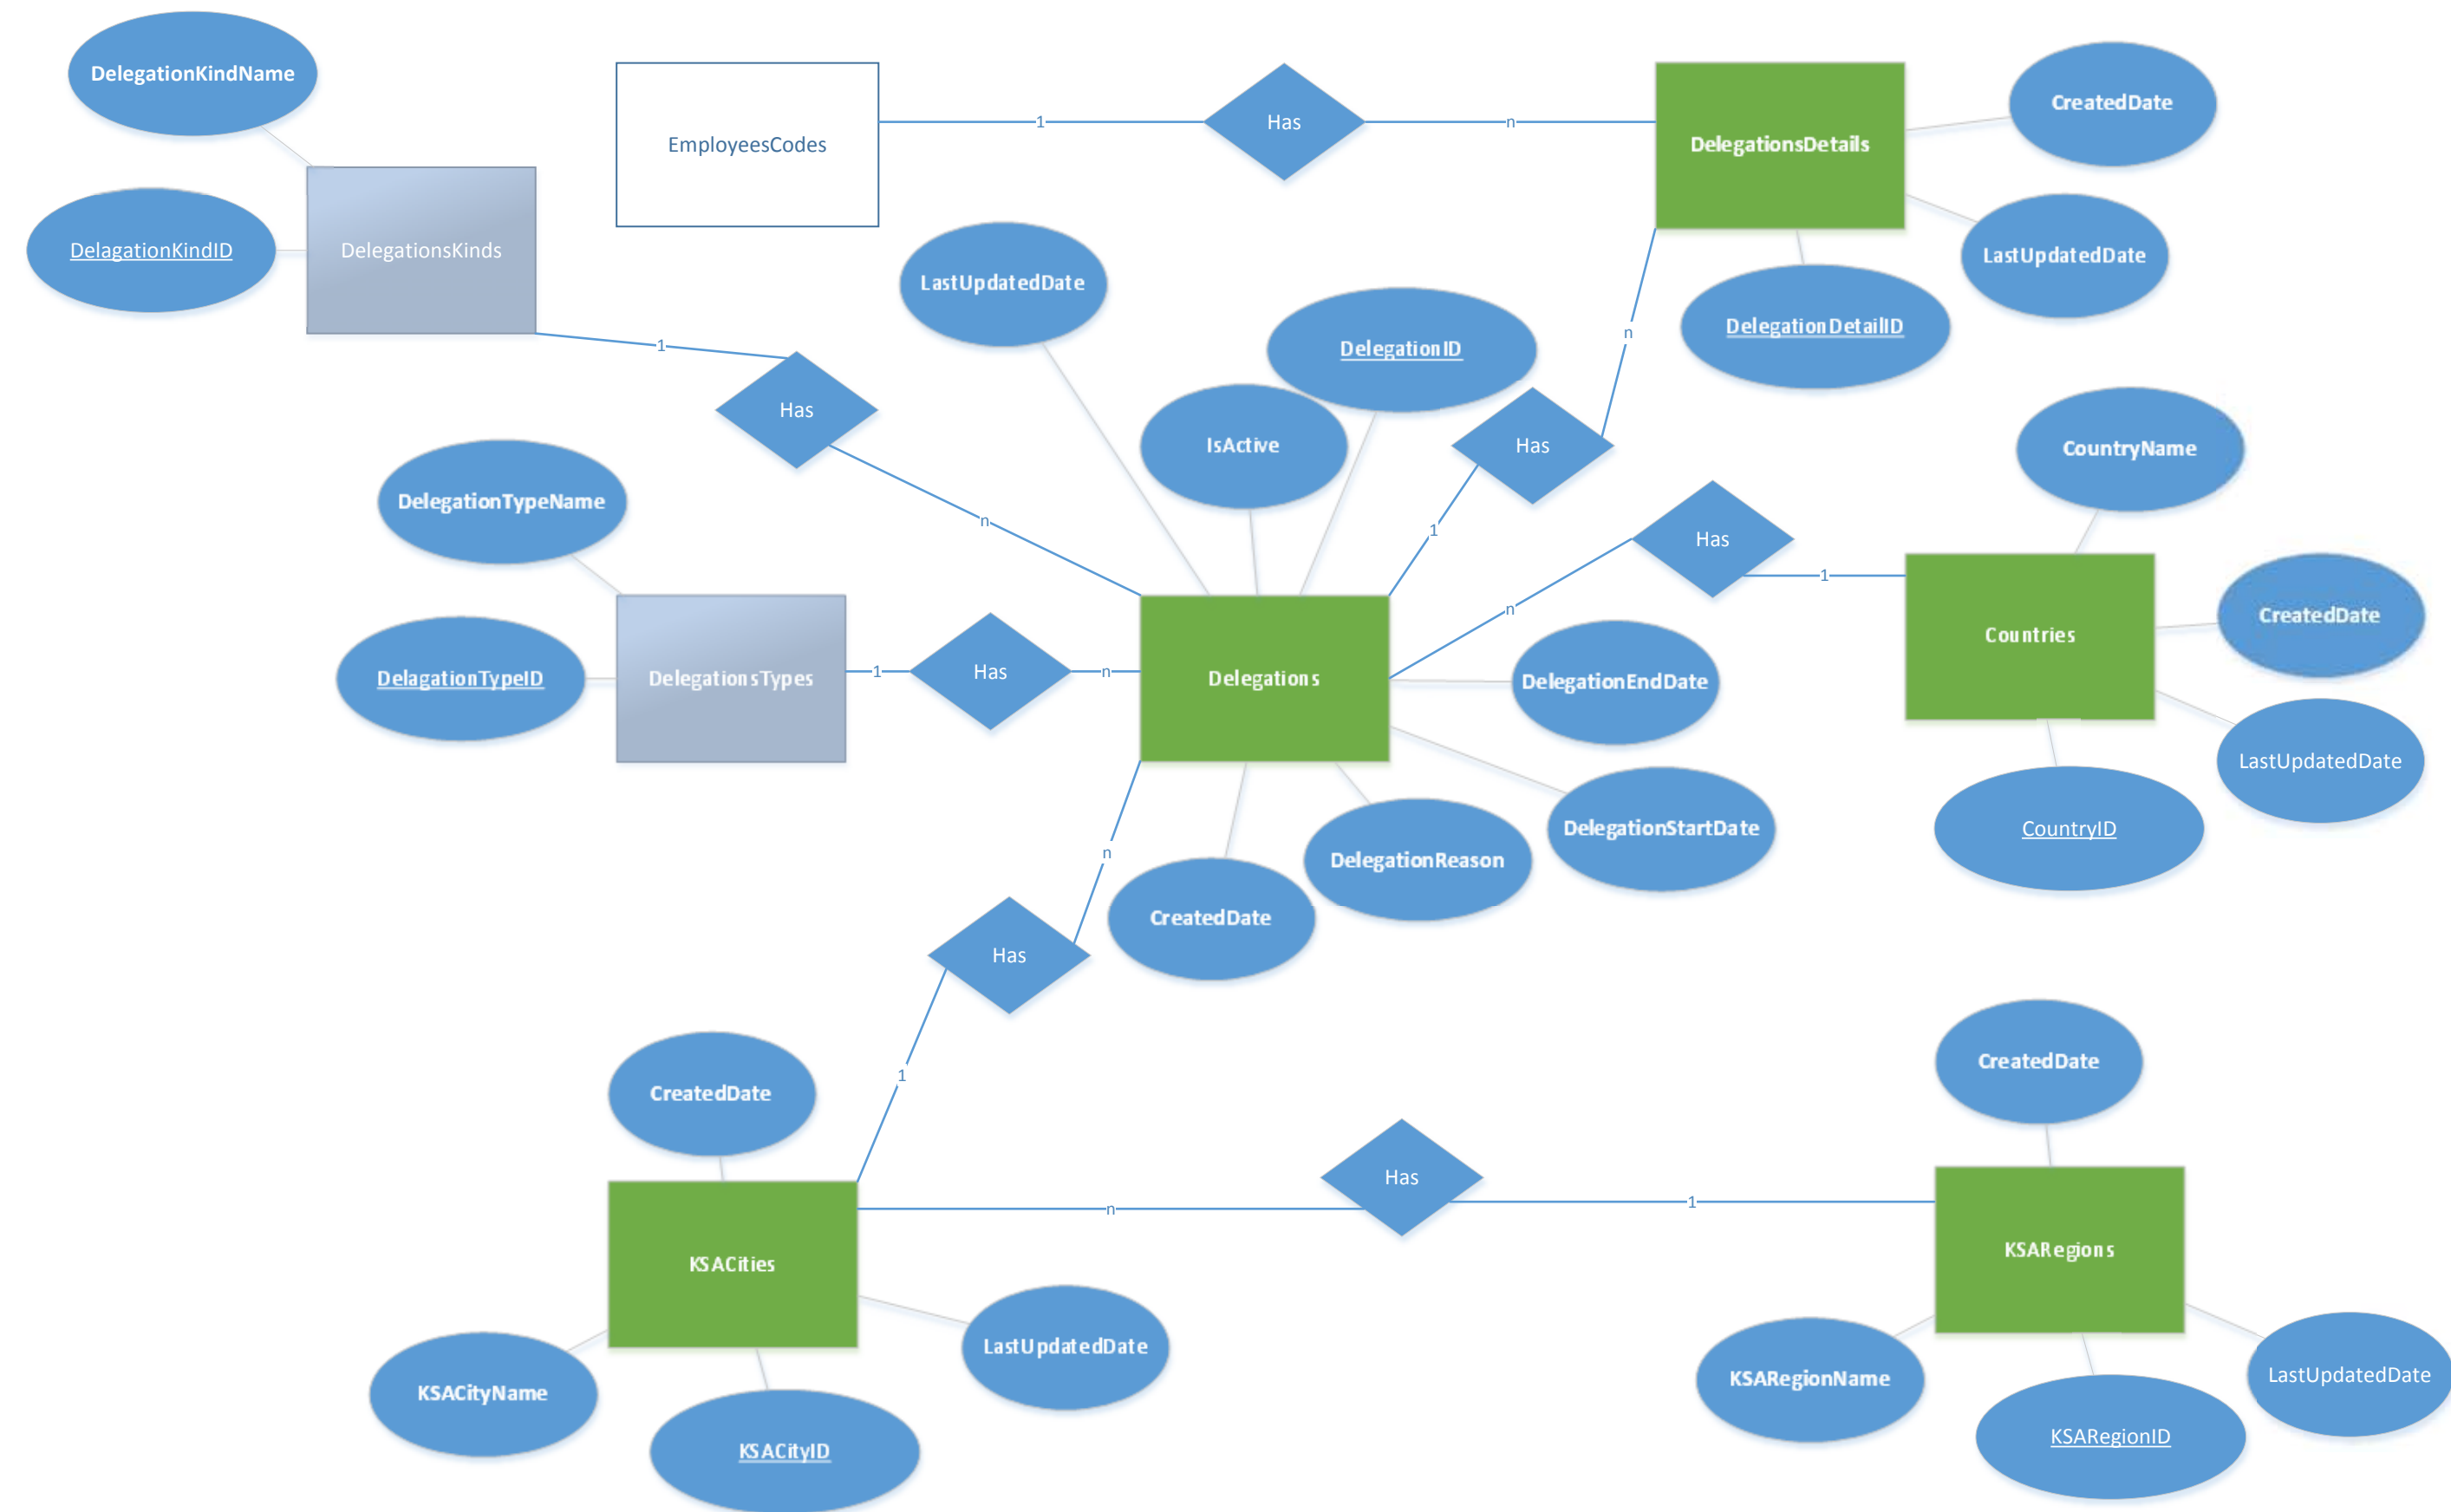 DelegationKindName
EmployeesCodes
1
Has
n
DelegationsDetails
CreatedDate
DelagationKindID
DelegationsKinds
LastUpdatedDate
LastUpdatedDate
DelegationDetailID
1
n
DelegationID
Has
IsActive
Has
CountryName
DelegationTypeName
n
1
Has
1
n
CreatedDate
Countries
DelagationTypeID
DelegationsTypes
1
Has
n
Delegations
DelegationEndDate
LastUpdatedDate
DelegationStartDate
CountryID
n
DelegationReason
CreatedDate
Has
1
CreatedDate
CreatedDate
Has
n
1
KSACities
KSARegions
LastUpdatedDate
KSARegionName
LastUpdatedDate
KSACityName
KSACityID
KSARegionID